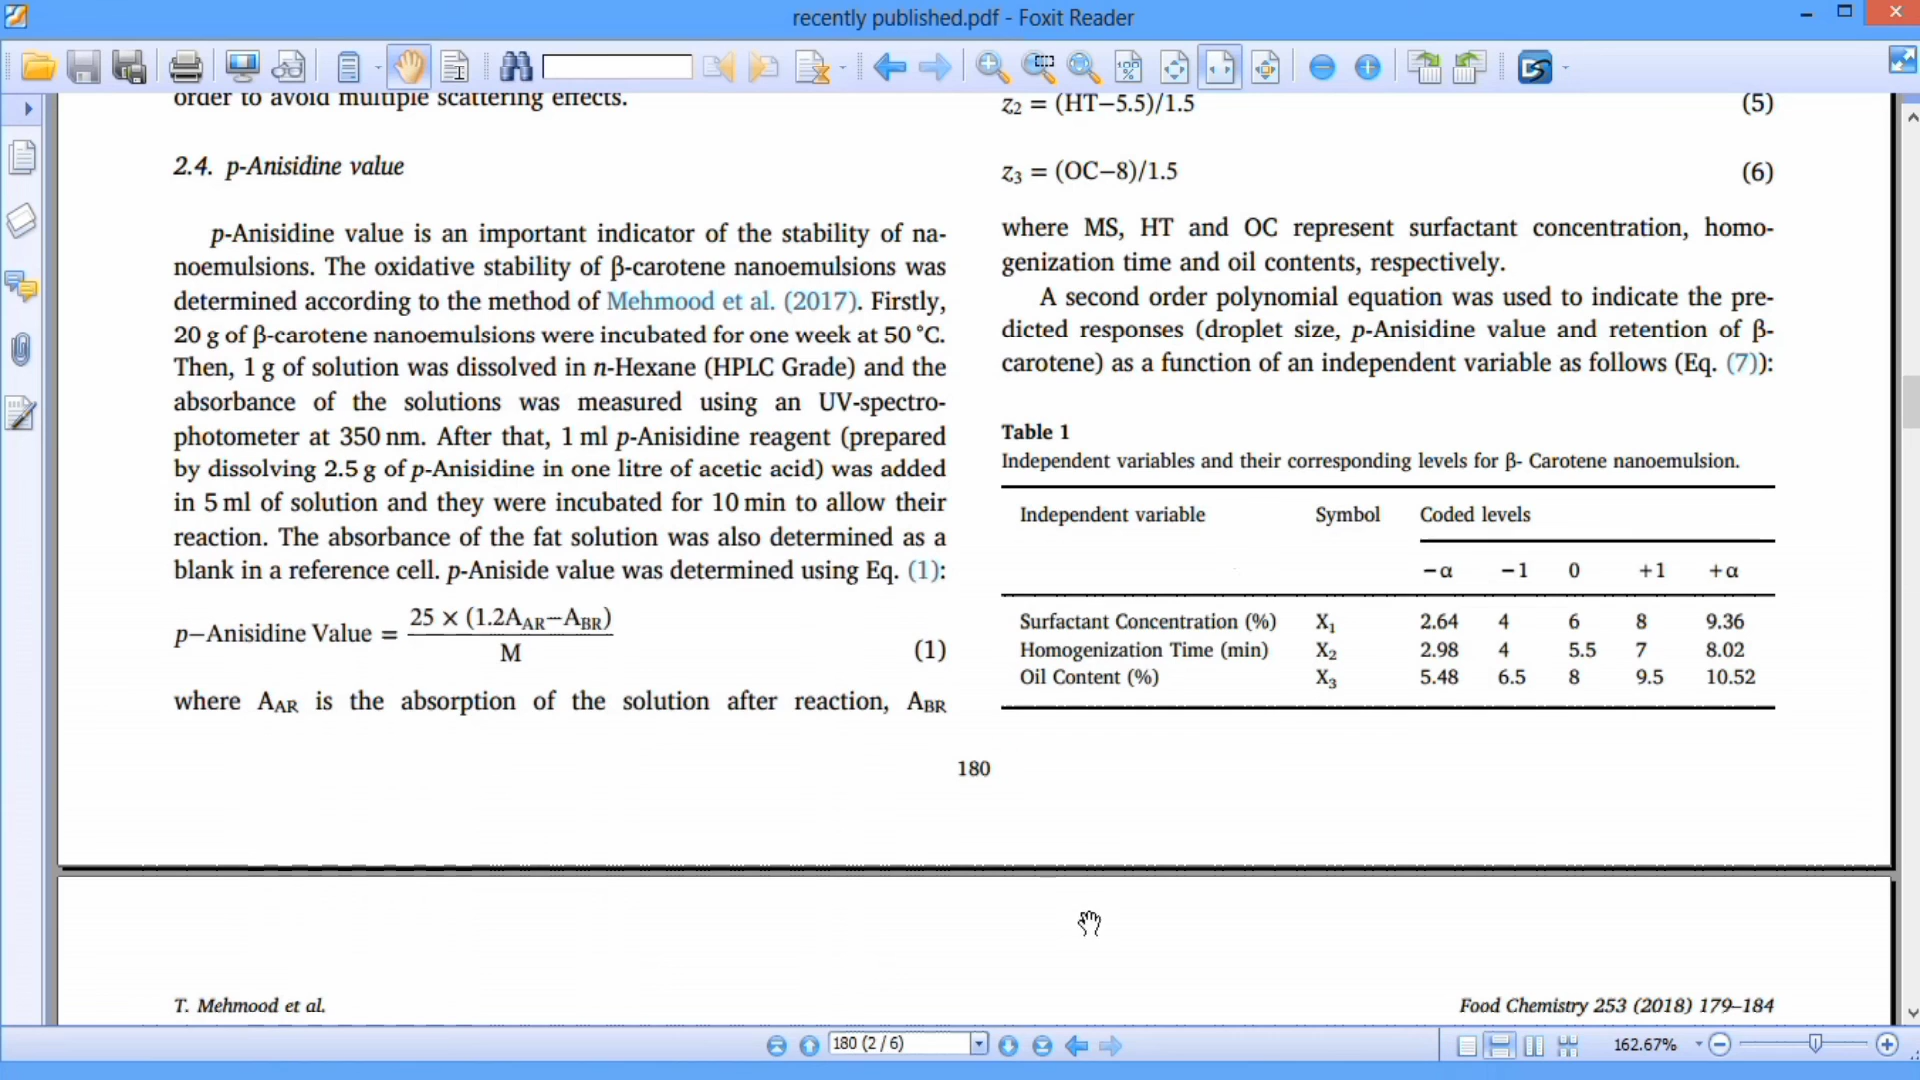 recently published.pdf - Foxit Reader
order to avoid multiple scattering effects.
2.4. p-Anisidine value
p-Anisidine value is an important indicator of the stability of na-
noemulsions. The oxidative stability of β-carotene nanoemulsions was
determined according to the method of Mehmood et al. (2017). Firstly,
20 g of β-carotene nanoemulsions were incubated for one week at 50 °C.
Then, 1 g of solution was dissolved in n-Hexane (HPLC Grade) and the
absorbance of the solutions was measured using an UV-spectro-
photometer at 350 nm. After that, 1 ml p-Anisidine reagent (prepared
by dissolving 2.5 g of p-Anisidine in one litre of acetic acid) was added
in 5 ml of solution and they were incubated for 10 min to allow their
reaction. The absorbance of the fat solution was also determined as a
blank in a reference cell. p-Aniside value was determined using Eq. (1):
p−Anisidine Value = 25 × (1.2A_AR−A_BR) / M (1)
where A_AR is the absorption of the solution after reaction, A_BR
z₂ = (HT−5.5)/1.5 (5)
z₃ = (OC−8)/1.5 (6)
where MS, HT and OC represent surfactant concentration, homo-
genization time and oil contents, respectively.
A second order polynomial equation was used to indicate the pre-
dicted responses (droplet size, p-Anisidine value and retention of β-
carotene) as a function of an independent variable as follows (Eq. (7)):
Table 1
Independent variables and their corresponding levels for β- Carotene nanoemulsion.
Independent variable Symbol Coded levels
−α −1 0 +1 +α
Surfactant Concentration (%) X₁ 2.64 4 6 8 9.36
Homogenization Time (min) X₂ 2.98 4 5.5 7 8.02
Oil Content (%) X₃ 5.48 6.5 8 9.5 10.52
180
T. Mehmood et al. Food Chemistry 253 (2018) 179–184
180 (2 / 6) 162.67%